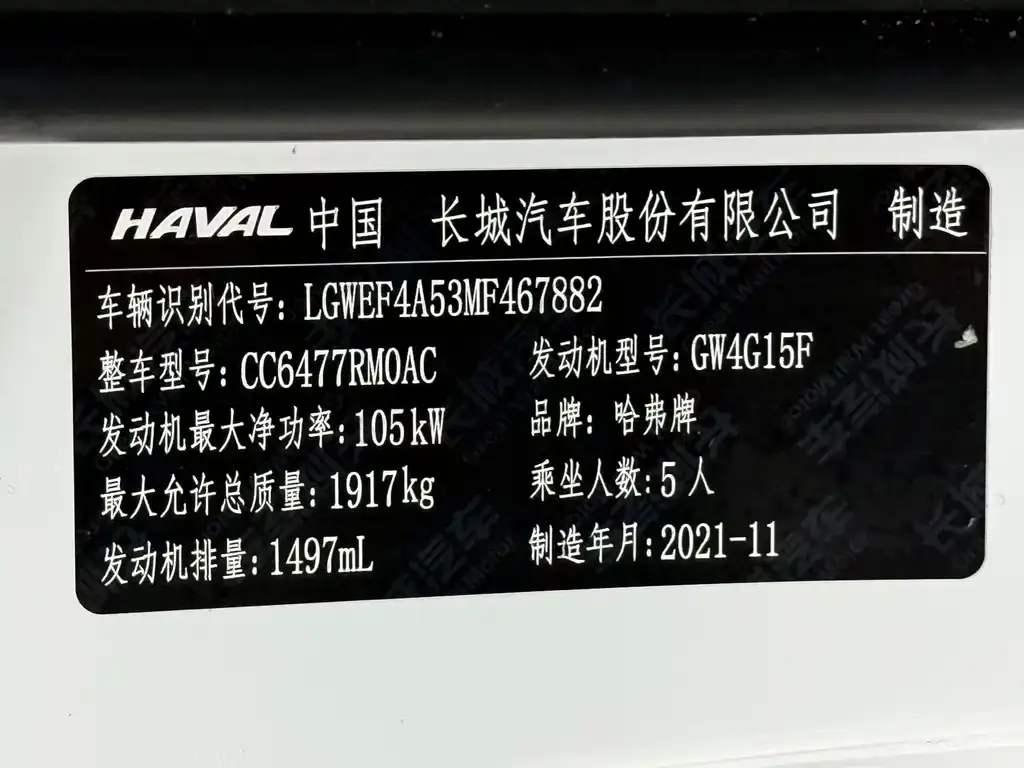 HAVAL 中国 长城汽车股份有限公司 制造
车辆识别代号: LGWEF4A53MF467882
整车型号: CC6477RM0AC 发动机型号: GW4G15F
发动机最大净功率: 105kW 品牌: 哈弗牌
最大允许总质量: 1917kg 乘坐人数: 5人
发动机排量: 1497mL 制造年月: 2021-11